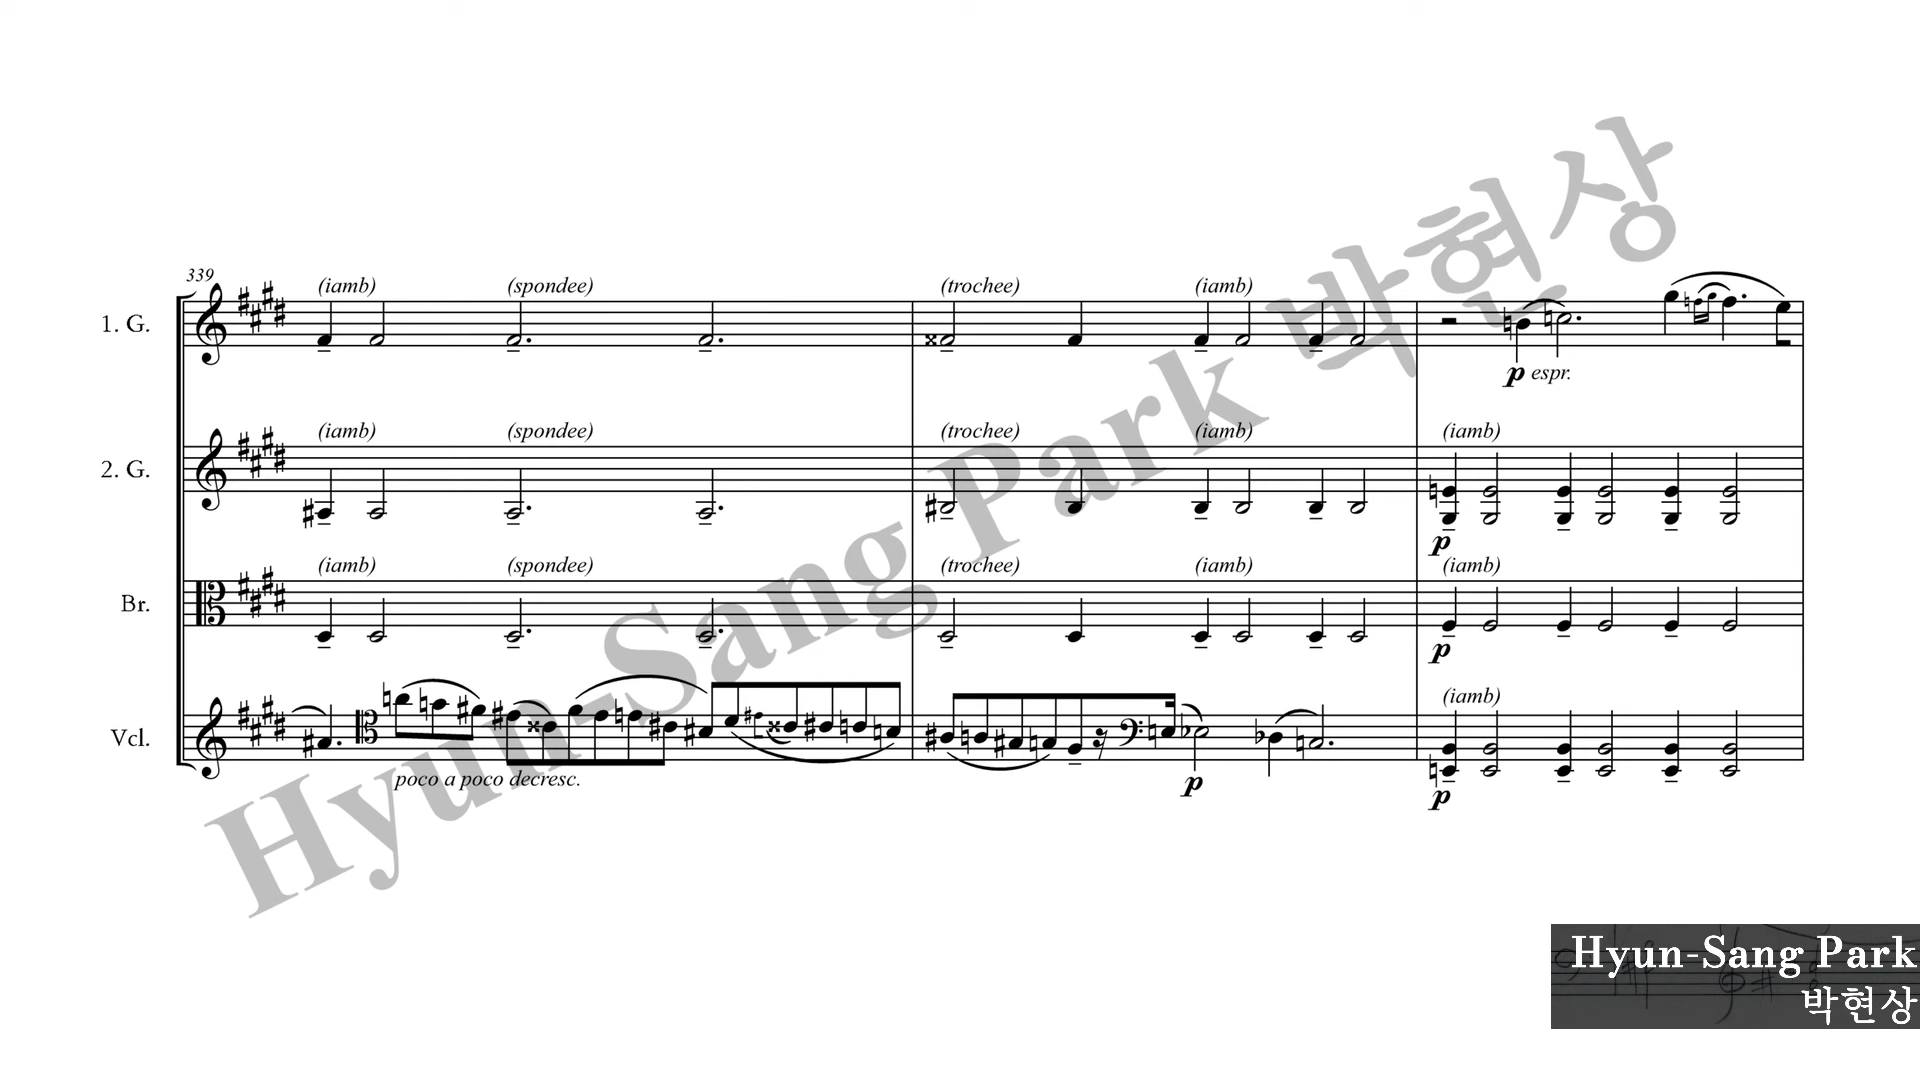 339
(iamb) (spondee) (trochee) (iamb)
1. G.
p espr.
(iamb) (spondee) (trochee) (iamb) (iamb)
2. G.
p
(iamb) (spondee) (trochee) (iamb) (iamb)
Br.
p
(iamb)
Vcl.
poco a poco decresc. p p
Hyun-Sang Park 박현상
Hyun-Sang Park
박현상